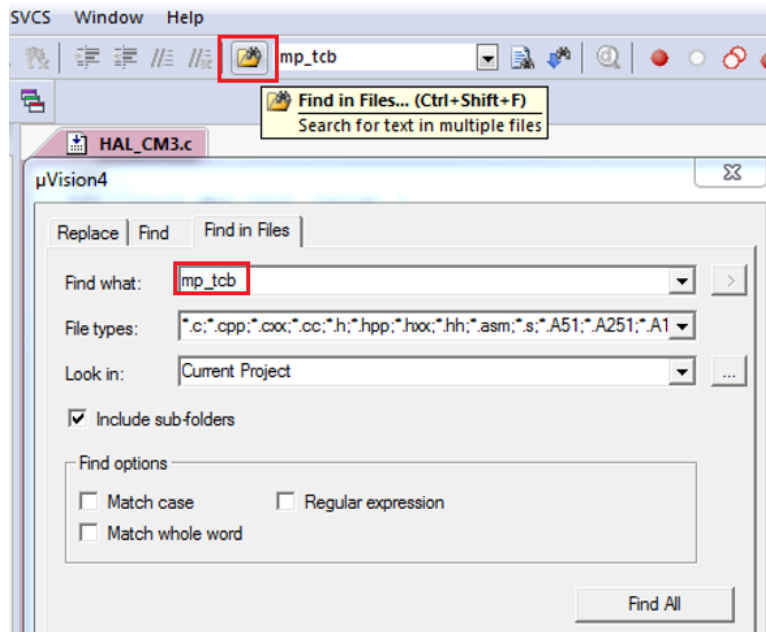 SVCS Window Help
mp_tcb
Find in Files... (Ctrl+Shift+F)
Search for text in multiple files
HAL_CM3.c
µVision4
Replace Find Find in Files
Find what: mp_tcb >
File types: *.c;*.cpp;*.cxx;*.cc;*.h;*.hpp;*.hxx;*.hh;*.asm;*.s;*.A51;*.A251;*.A1
Look in: Current Project ...
Include sub-folders
Find options
Match case Regular expression
Match whole word
Find All